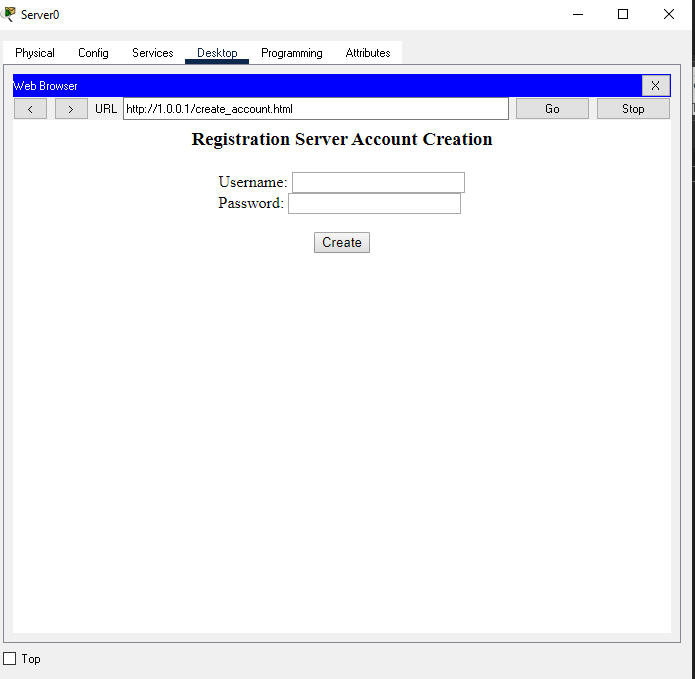 Server0
Physical Config Services Desktop Programming Attributes
Web Browser X
< > URL http://1.0.0.1/create_account.html Go Stop
Registration Server Account Creation
Username:
Password:
Create
Top